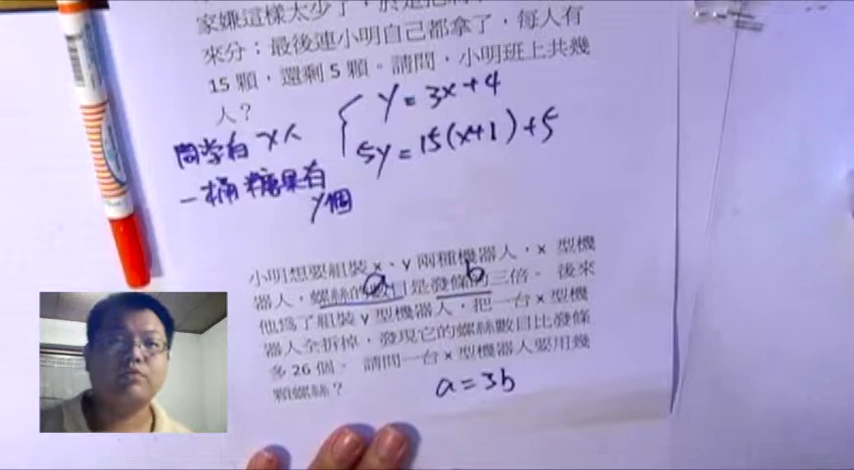 家嫌這樣太少了，於是把
來分；最後連小明自己都拿了，每人有
15 顆，還剩 5 顆。請問，小明班上共幾
人？
y = 3x + 4
同学有 x人
5y = 15(x+1) + 5
一桶糖果有
y個
小明想要組裝 x、y 兩種機器人，x 型機
a
b
器人，螺絲的數目是發條的三倍。後來
他為了組裝 y 型機器人，把一台 x 型機
器人全拆掉，發現它的螺絲數目比發條
多 26 個。請問一台 x 型機器人要用幾
顆螺絲？
a = 3b